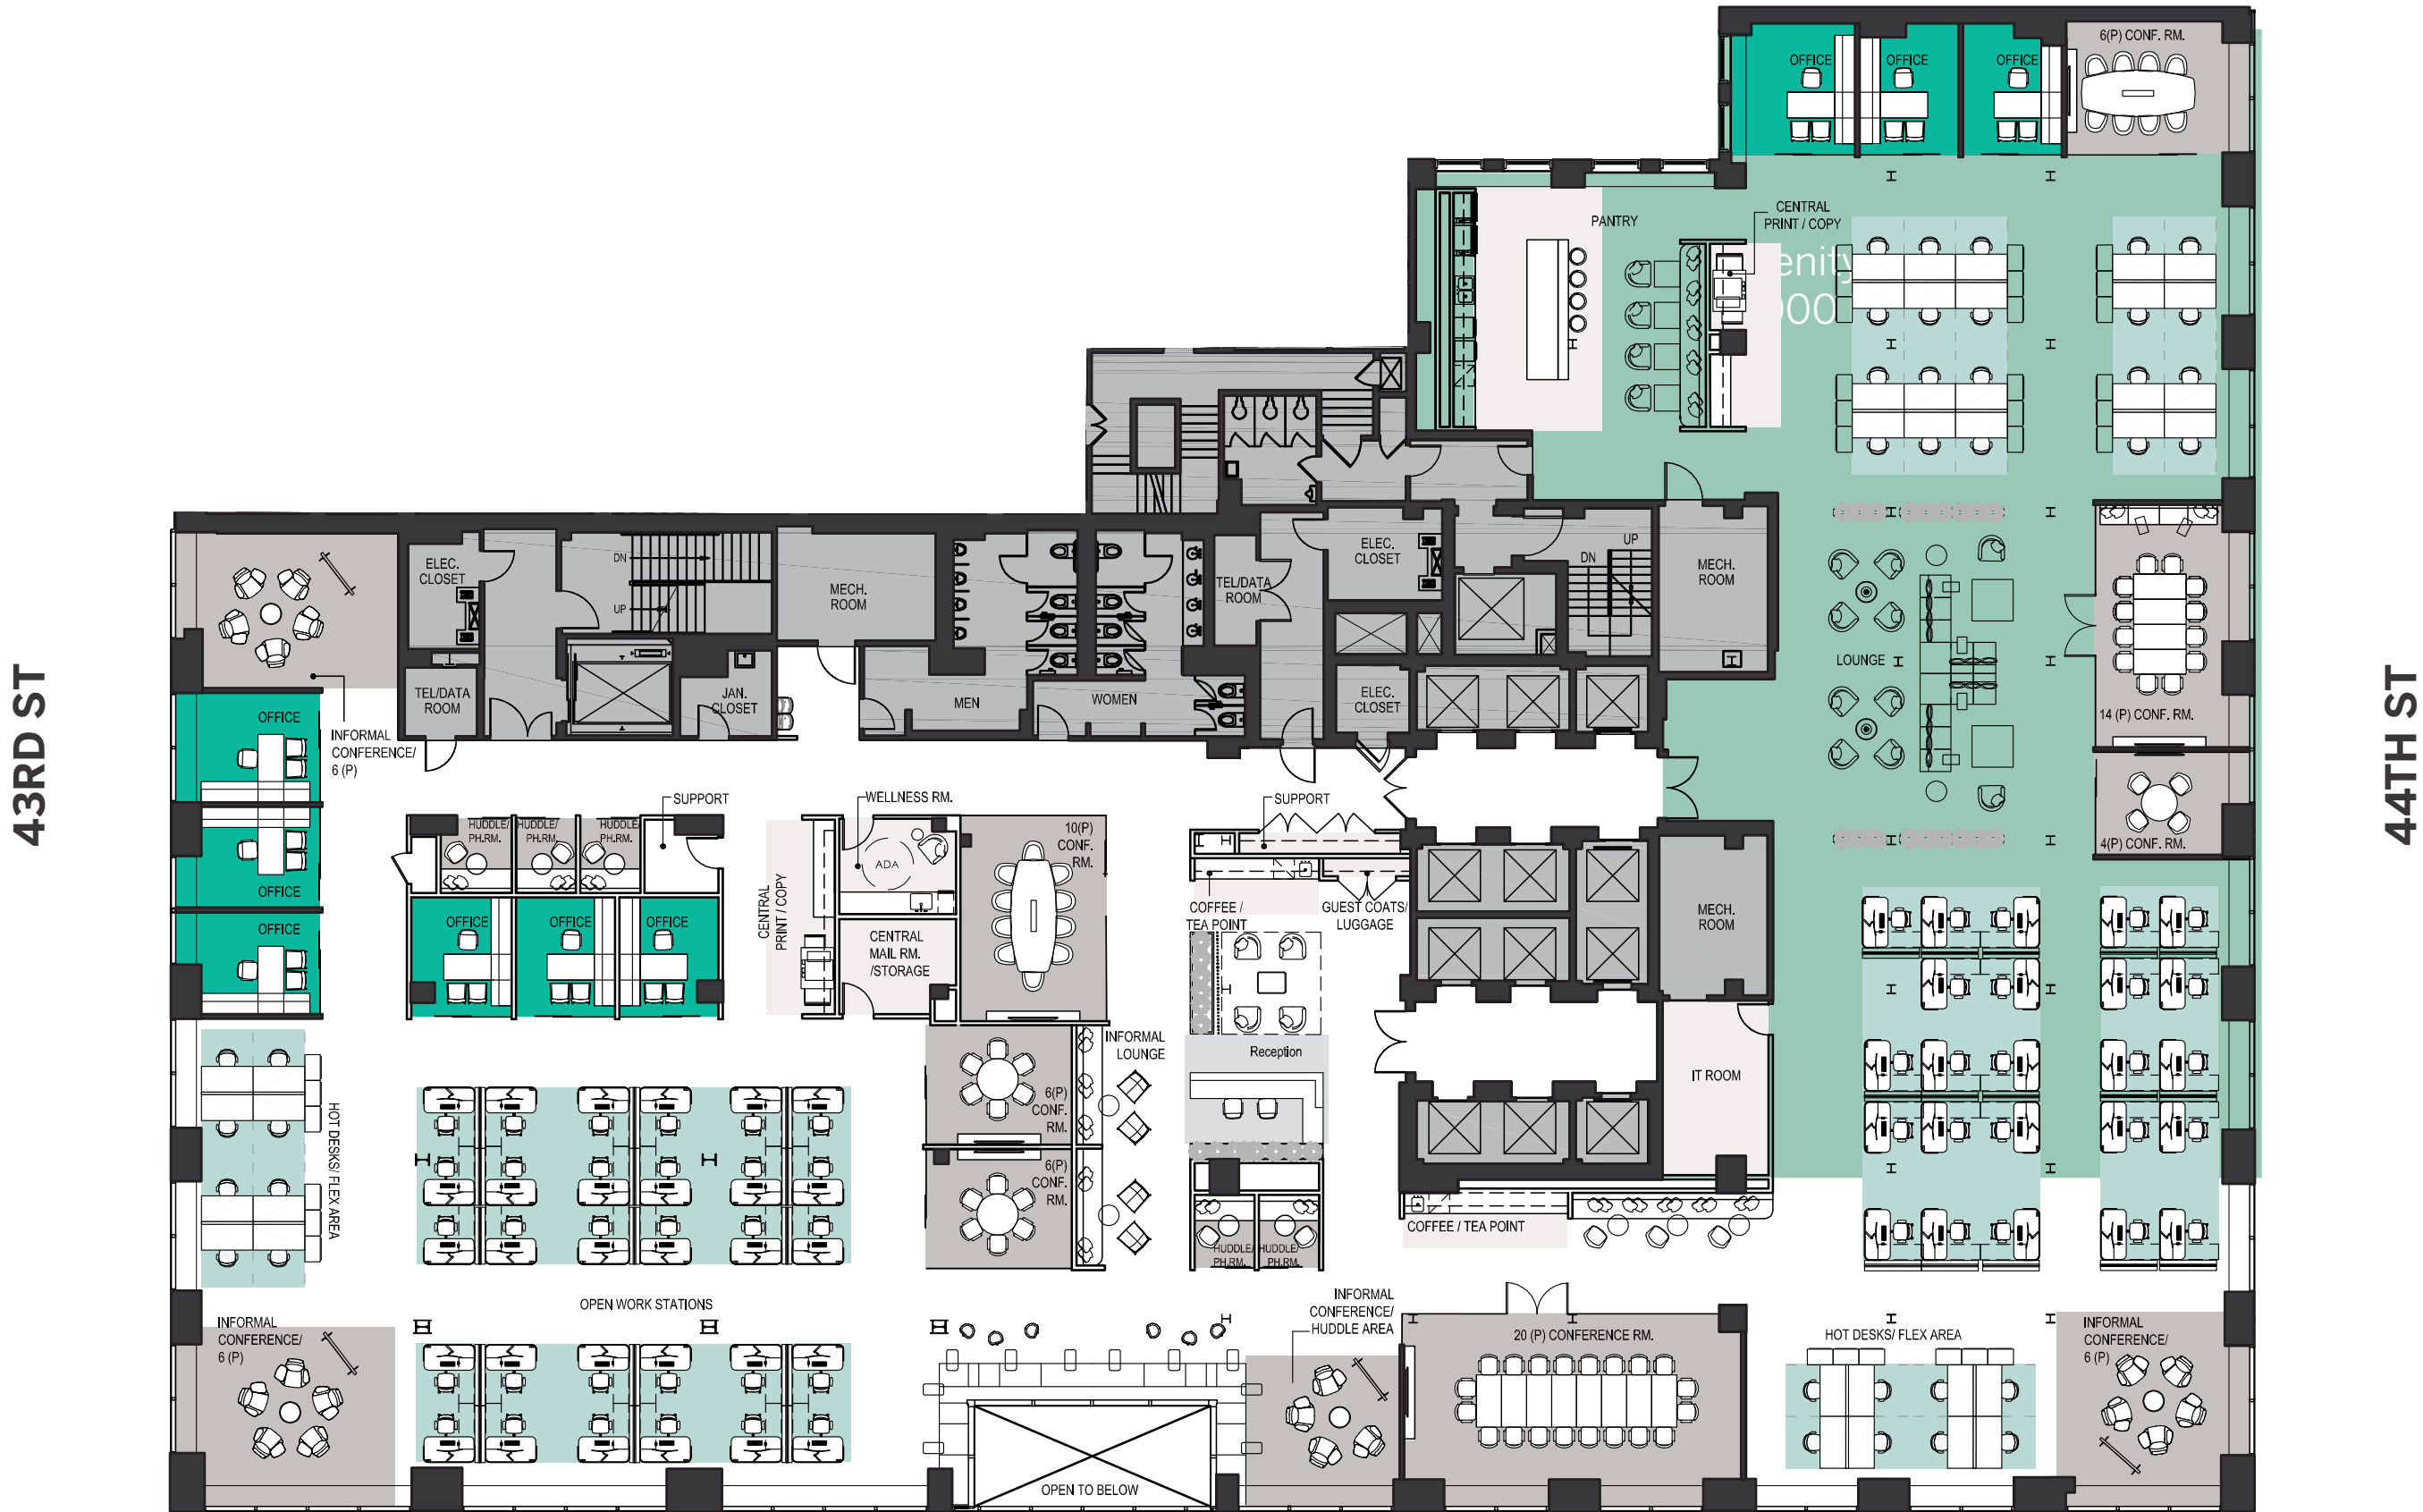 6(P) CONF. RM.
OFFICE
OFFICE
OFFICE
PANTRY
CENTRAL
PRINT / COPY
enity
000
ELEC.
CLOSET
DN
UP
MECH.
ROOM
TEL/DATA
ROOM
ELEC.
CLOSET
DN
UP
MECH.
ROOM
43RD ST
44TH ST
TEL/DATA
ROOM
JAN.
CLOSET
MEN
WOMEN
ELEC.
CLOSET
LOUNGE
14 (P) CONF. RM.
4(P) CONF. RM.
OFFICE
INFORMAL
CONFERENCE/
6 (P)
OFFICE
OFFICE
SUPPORT
HUDDLE/
PH.RM.
HUDDLE/
PH.RM.
HUDDLE/
PH.RM.
OFFICE
OFFICE
OFFICE
WELLNESS RM.
ADA
CENTRAL
PRINT / COPY
CENTRAL
MAIL RM.
/STORAGE
10(P)
CONF.
RM.
SUPPORT
COFFEE /
TEA POINT
GUEST COATS/
LUGGAGE
MECH.
ROOM
INFORMAL
LOUNGE
Reception
IT ROOM
6(P)
CONF.
RM.
6(P)
CONF.
RM.
HOT DESKS/ FLEX AREA
COFFEE / TEA POINT
HUDDLE/
PH.RM.
HUDDLE/
PH.RM.
OPEN WORK STATIONS
INFORMAL
CONFERENCE/
6 (P)
INFORMAL
CONFERENCE/
HUDDLE AREA
20 (P) CONFERENCE RM.
HOT DESKS/ FLEX AREA
INFORMAL
CONFERENCE/
6 (P)
OPEN TO BELOW